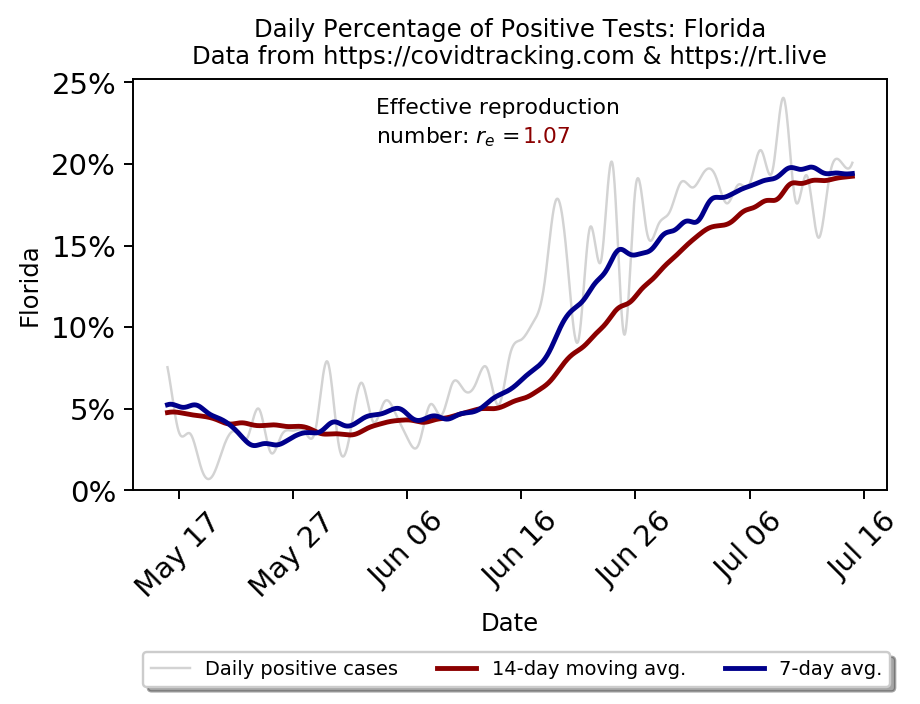 Daily Percentage of Positive Tests: Florida
Data from https://covidtracking.com & https://rt.live
Effective reproduction
number: rₑ =1.07
25%
20%
15%
10%
5%
0%
Florida
May 17
May 27
Jun 06
Jun 16
Jun 26
Jul 06
Jul 16
Date
Daily positive cases
14-day moving avg.
7-day avg.